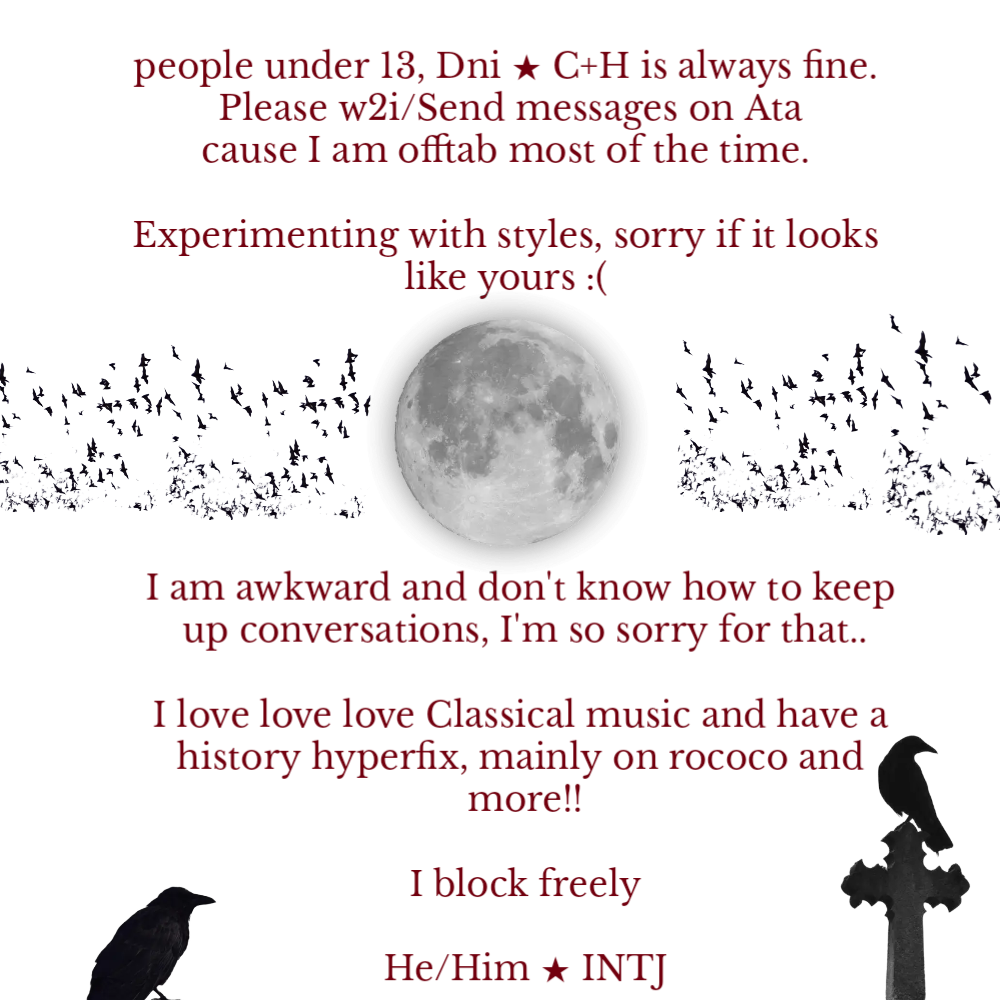 people under 13, Dni ★ C+H is always fine.
Please w2i/Send messages on Ata
cause I am offtab most of the time.
Experimenting with styles, sorry if it looks
like yours :(
I am awkward and don't know how to keep
up conversations, I'm so sorry for that..
I love love love Classical music and have a
history hyperfix, mainly on rococo and
more!!
I block freely
He/Him ★ INTJ